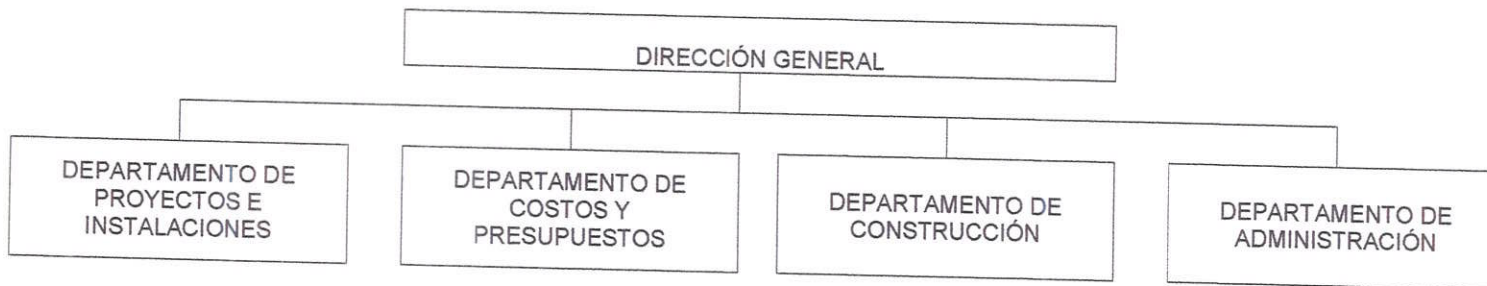 DIRECCIÓN GENERAL
DEPARTAMENTO DE
PROYECTOS E
INSTALACIONES
DEPARTAMENTO DE
COSTOS Y
PRESUPUESTOS
DEPARTAMENTO DE
CONSTRUCCIÓN
DEPARTAMENTO DE
ADMINISTRACIÓN